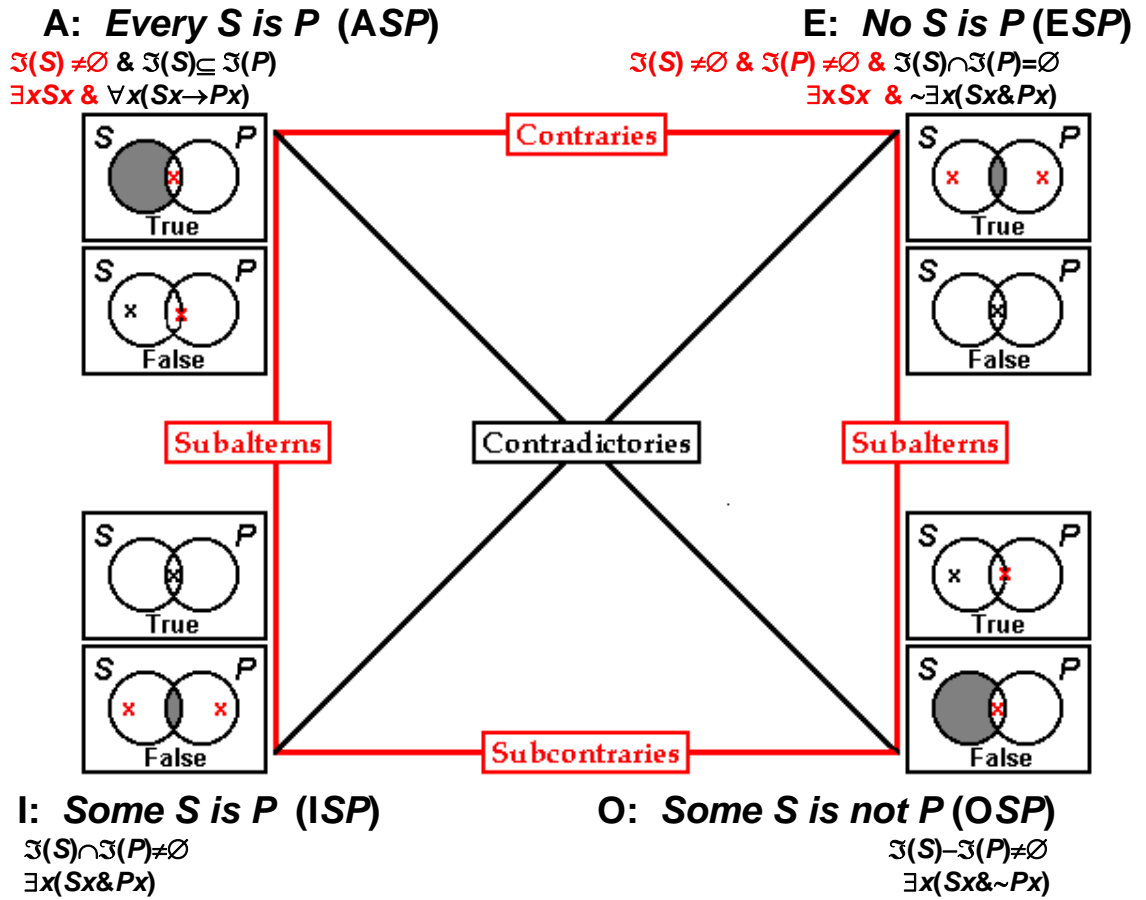 A: Every S is P (ASP)
ℑ(S) ≠∅ & ℑ(S)⊆ ℑ(P)
∃xSx & ∀x(Sx→Px)
E: No S is P (ESP)
ℑ(S) ≠∅ & ℑ(P) ≠∅ & ℑ(S)∩ℑ(P)=∅
∃xSx & ~∃x(Sx&Px)
Contraries
S P
x
True
S P
x x
True
S P
x x
False
S P
x
False
Subalterns
Contradictories
Subalterns
S P
x
True
S P
x x
True
S P
x x
False
S P
x
False
Subcontraries
I: Some S is P (ISP)
ℑ(S)∩ℑ(P)≠∅
∃x(Sx&Px)
O: Some S is not P (OSP)
ℑ(S)–ℑ(P)≠∅
∃x(Sx&~Px)